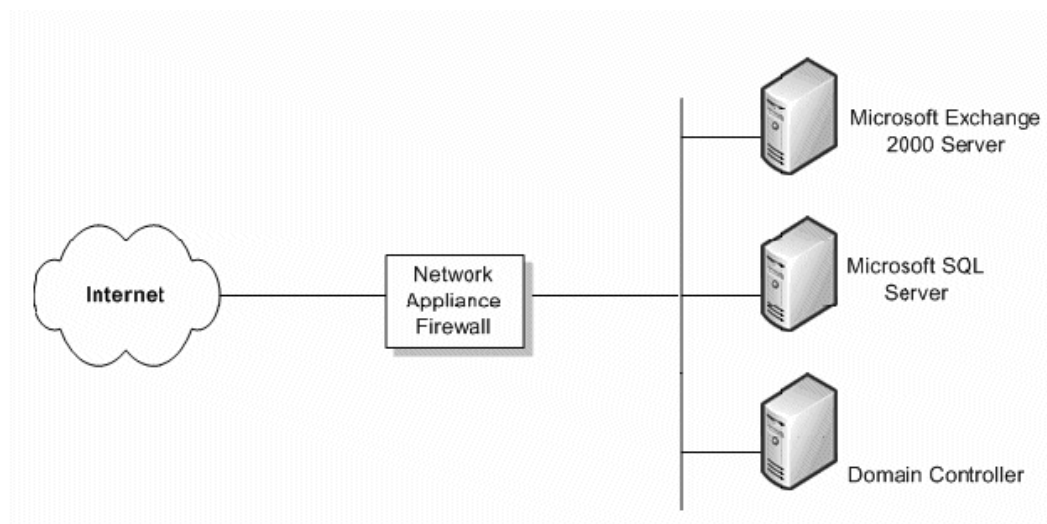 Microsoft Exchange
2000 Server
Microsoft SQL
Server
Network
Appliance
Firewall
Internet
Domain Controller